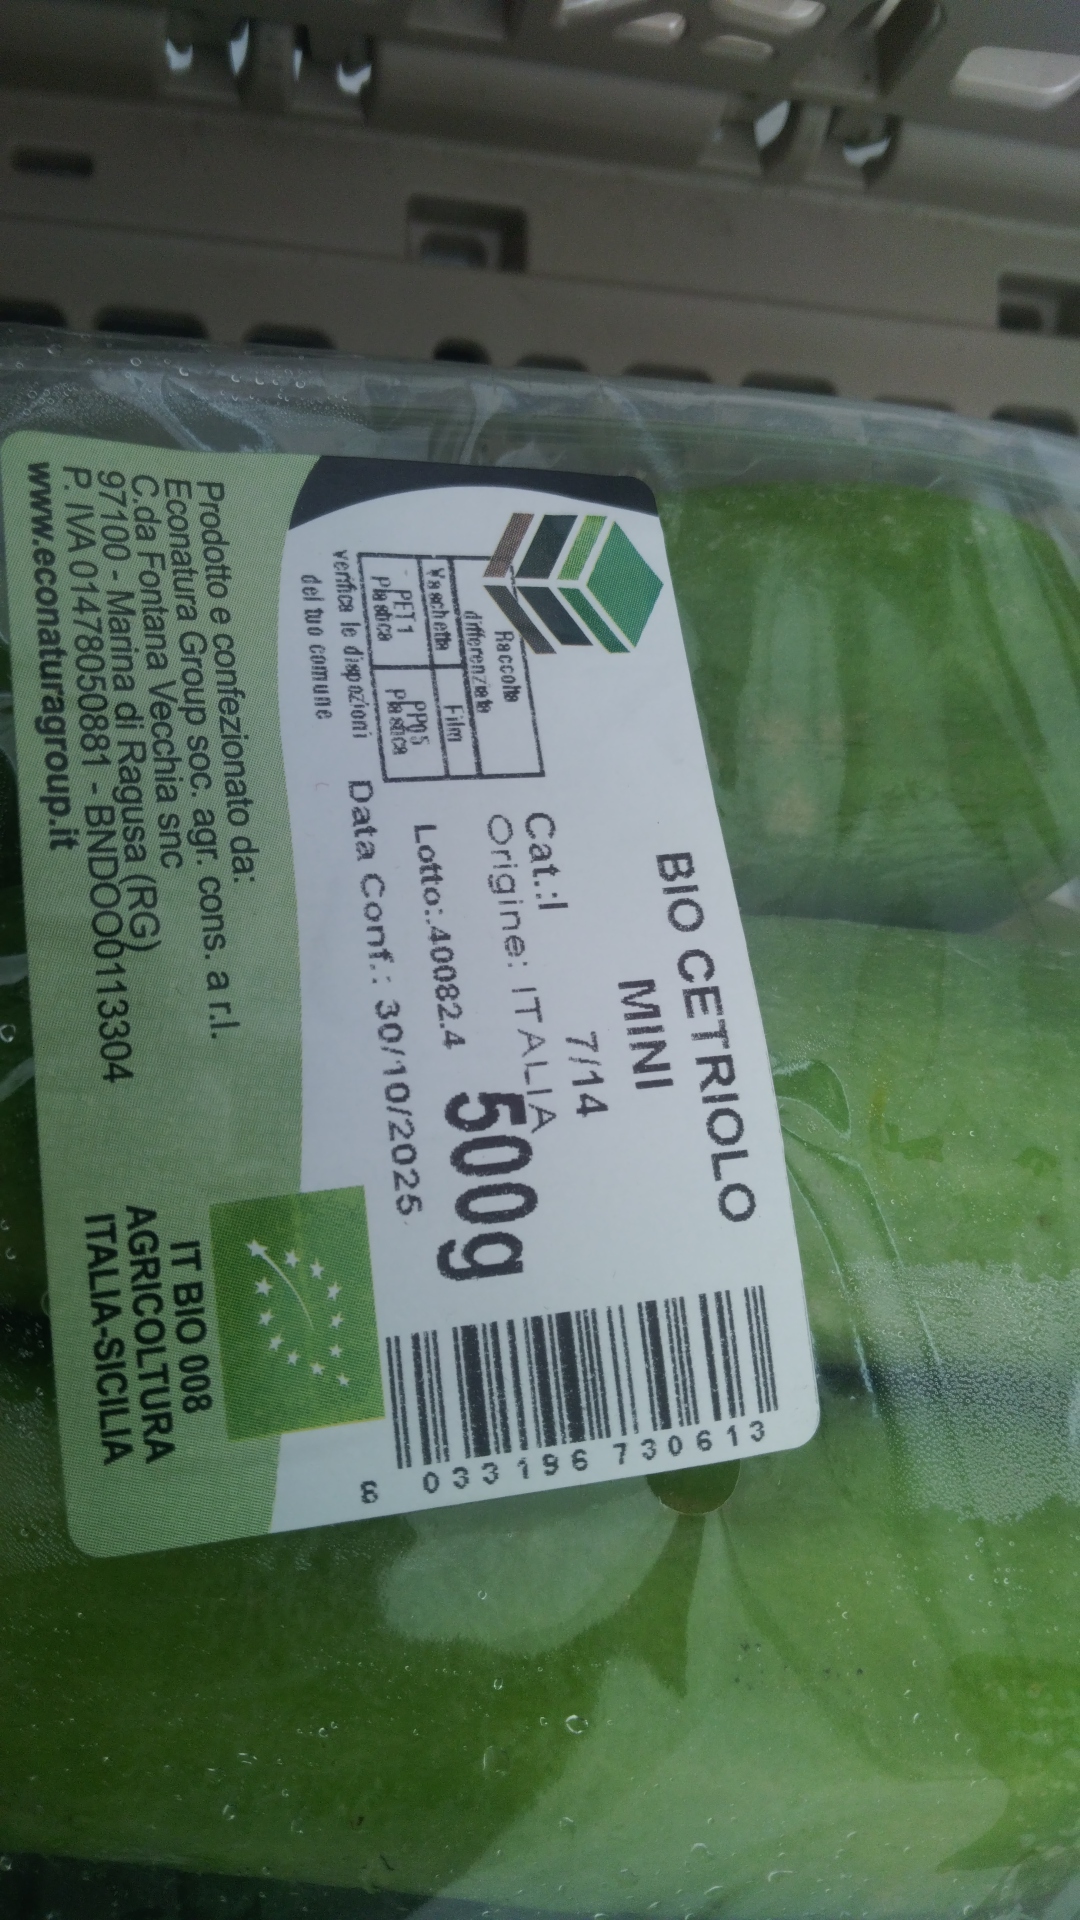 BIO CETRIOLO
MINI
7/14
Cat.:I
Origine: ITALIA
Lotto:.40082.4
500g
Data Conf.: 30/10/2025
Raccolta
differenziata
Vaschetta Film
PET1 PP05
Plastica Plastica
verifica le dispozioni
del tuo comune
8 033196 730613
Prodotto e confezionato da:
Econatura Group soc. agr. cons. a r.l.
C.da Fontana Vecchia snc
97100 - Marina di Ragusa (RG)
P. IVA 01478050881 - BNDOO0113304
www.econaturagroup.it
IT BIO 008
AGRICOLTURA
ITALIA-SICILIA